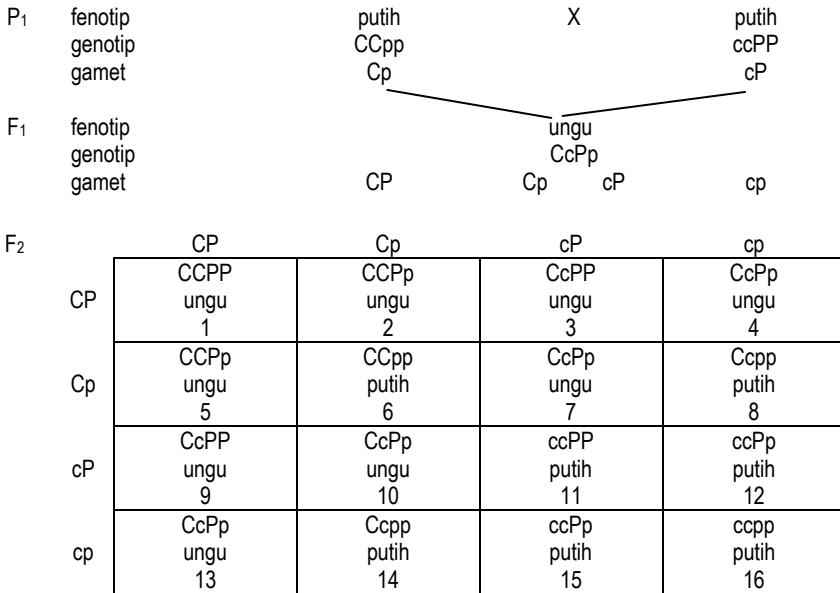 P1 fenotip putih X putih
genotip CCpp ccPP
gamet Cp cP
F1 fenotip ungu
genotip CcPp
gamet CP Cp cP cp
F2 CP Cp cP cp
CCPP CCPp CcPP CcPp
CP ungu ungu ungu ungu
1 2 3 4
CCPp CCpp CcPp Ccpp
Cp ungu putih ungu putih
5 6 7 8
CcPP CcPp ccPP ccPp
cP ungu ungu putih putih
9 10 11 12
CcPp Ccpp ccPp ccpp
cp ungu putih putih putih
13 14 15 16